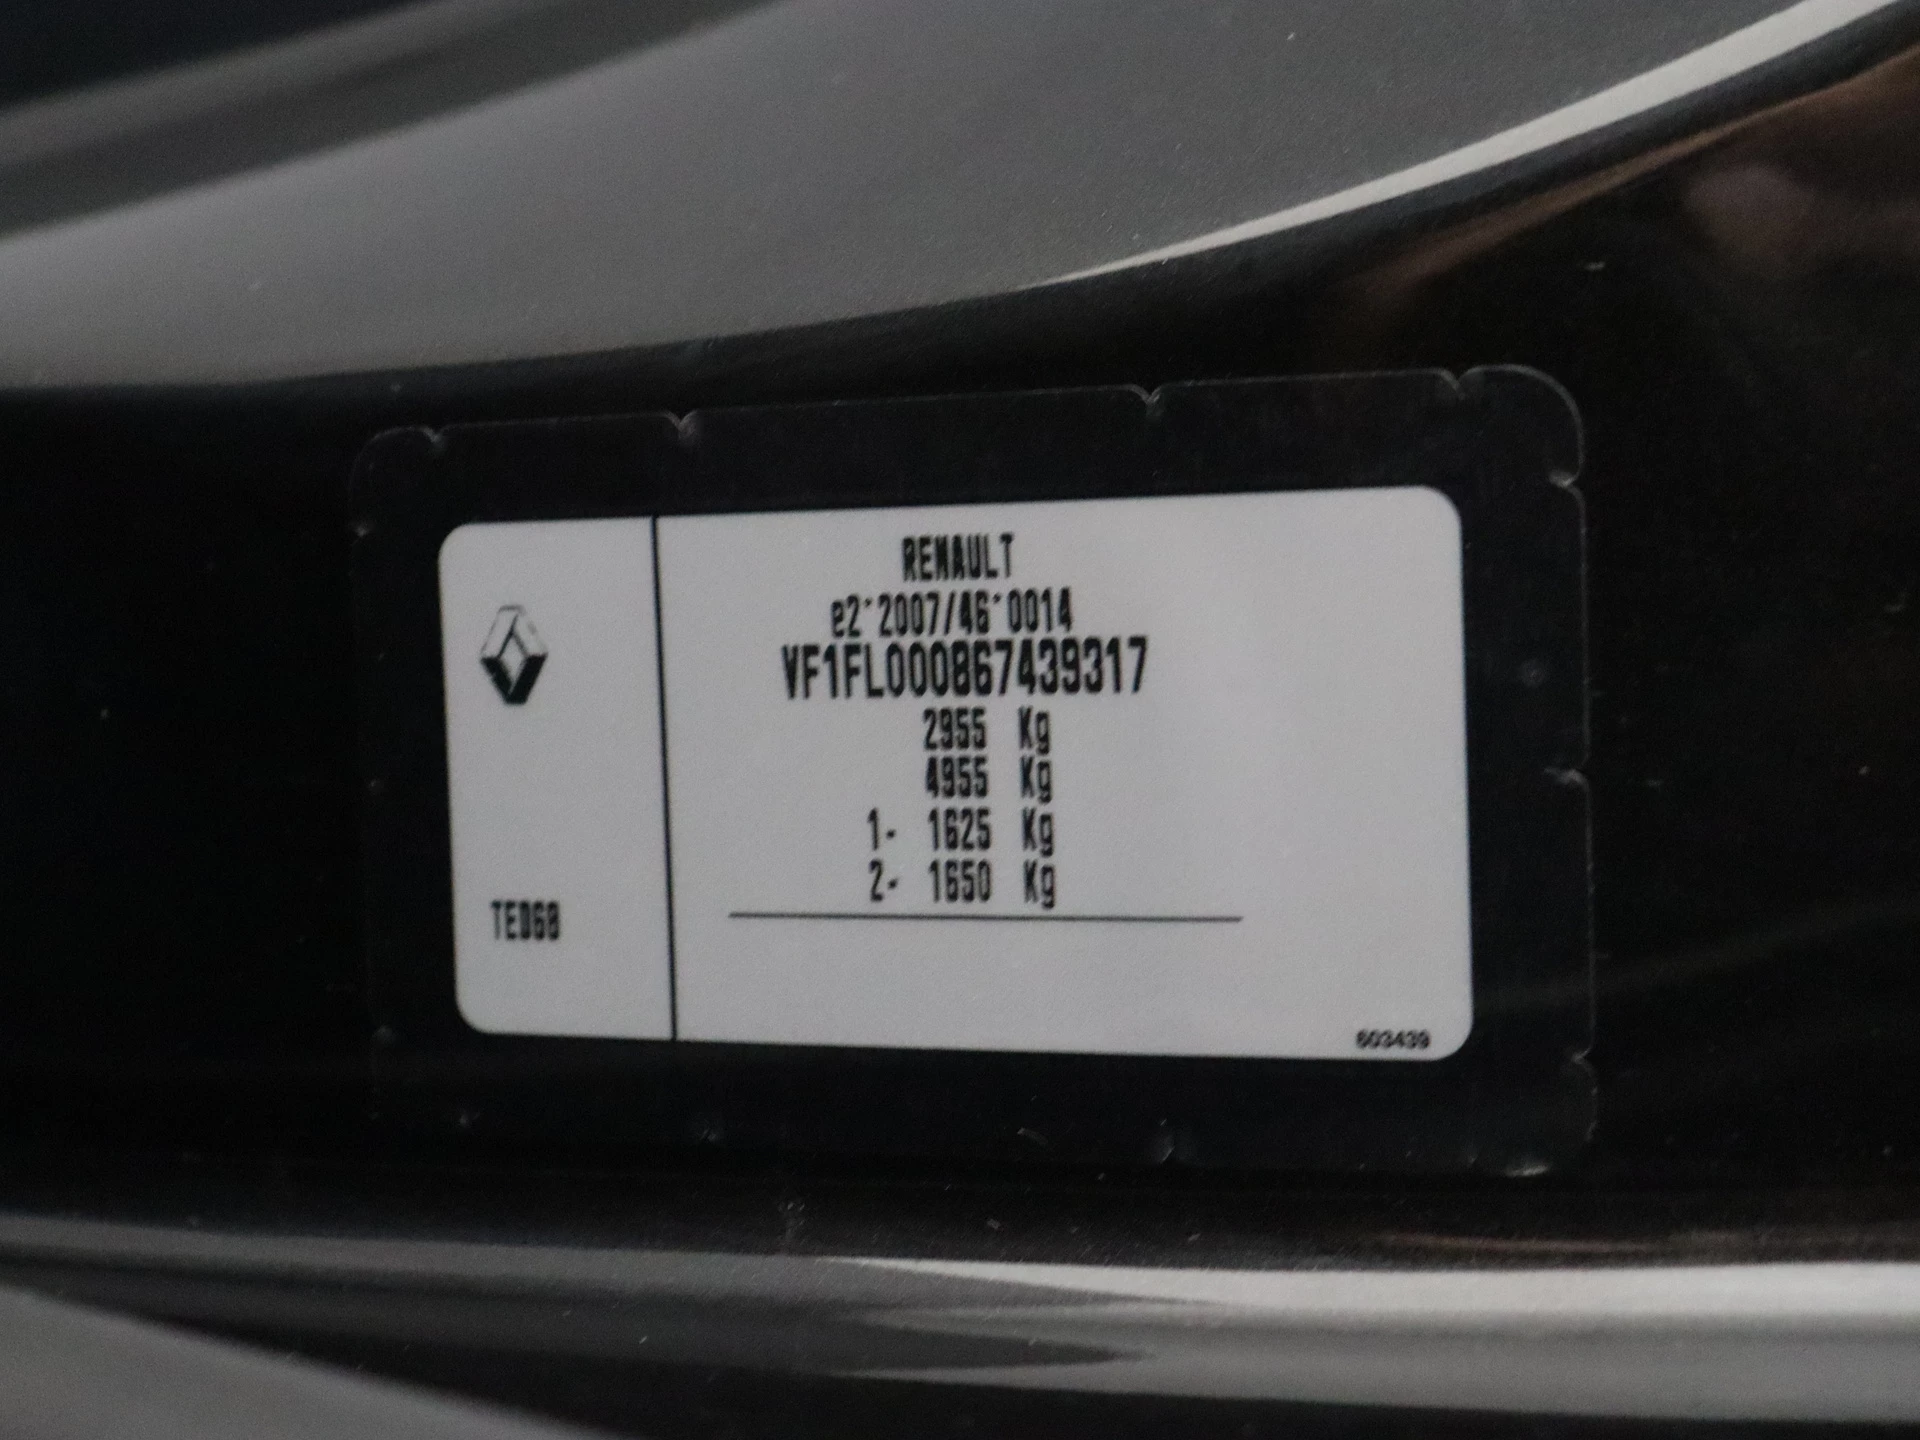 RENAULT
e2*2007/46*0014
VF1FL000867439317
2955 Kg
4955 Kg
1- 1625 Kg
2- 1650 Kg
TED60
603439